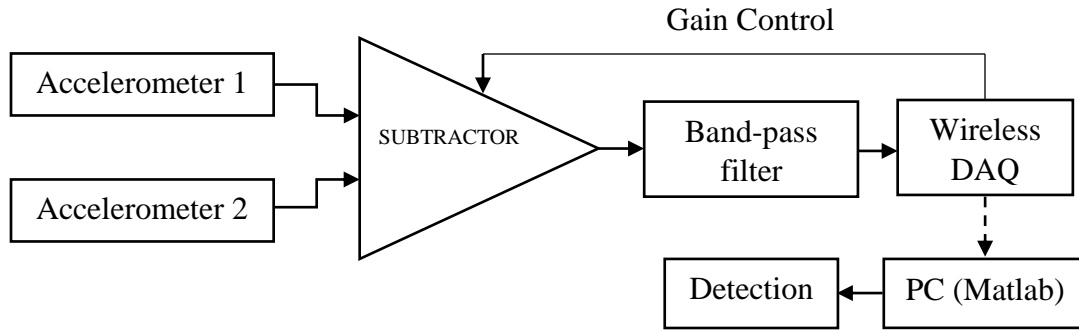 Gain Control
Accelerometer 1
SUBTRACTOR
Band-pass
filter
Wireless
DAQ
Accelerometer 2
Detection
PC (Matlab)